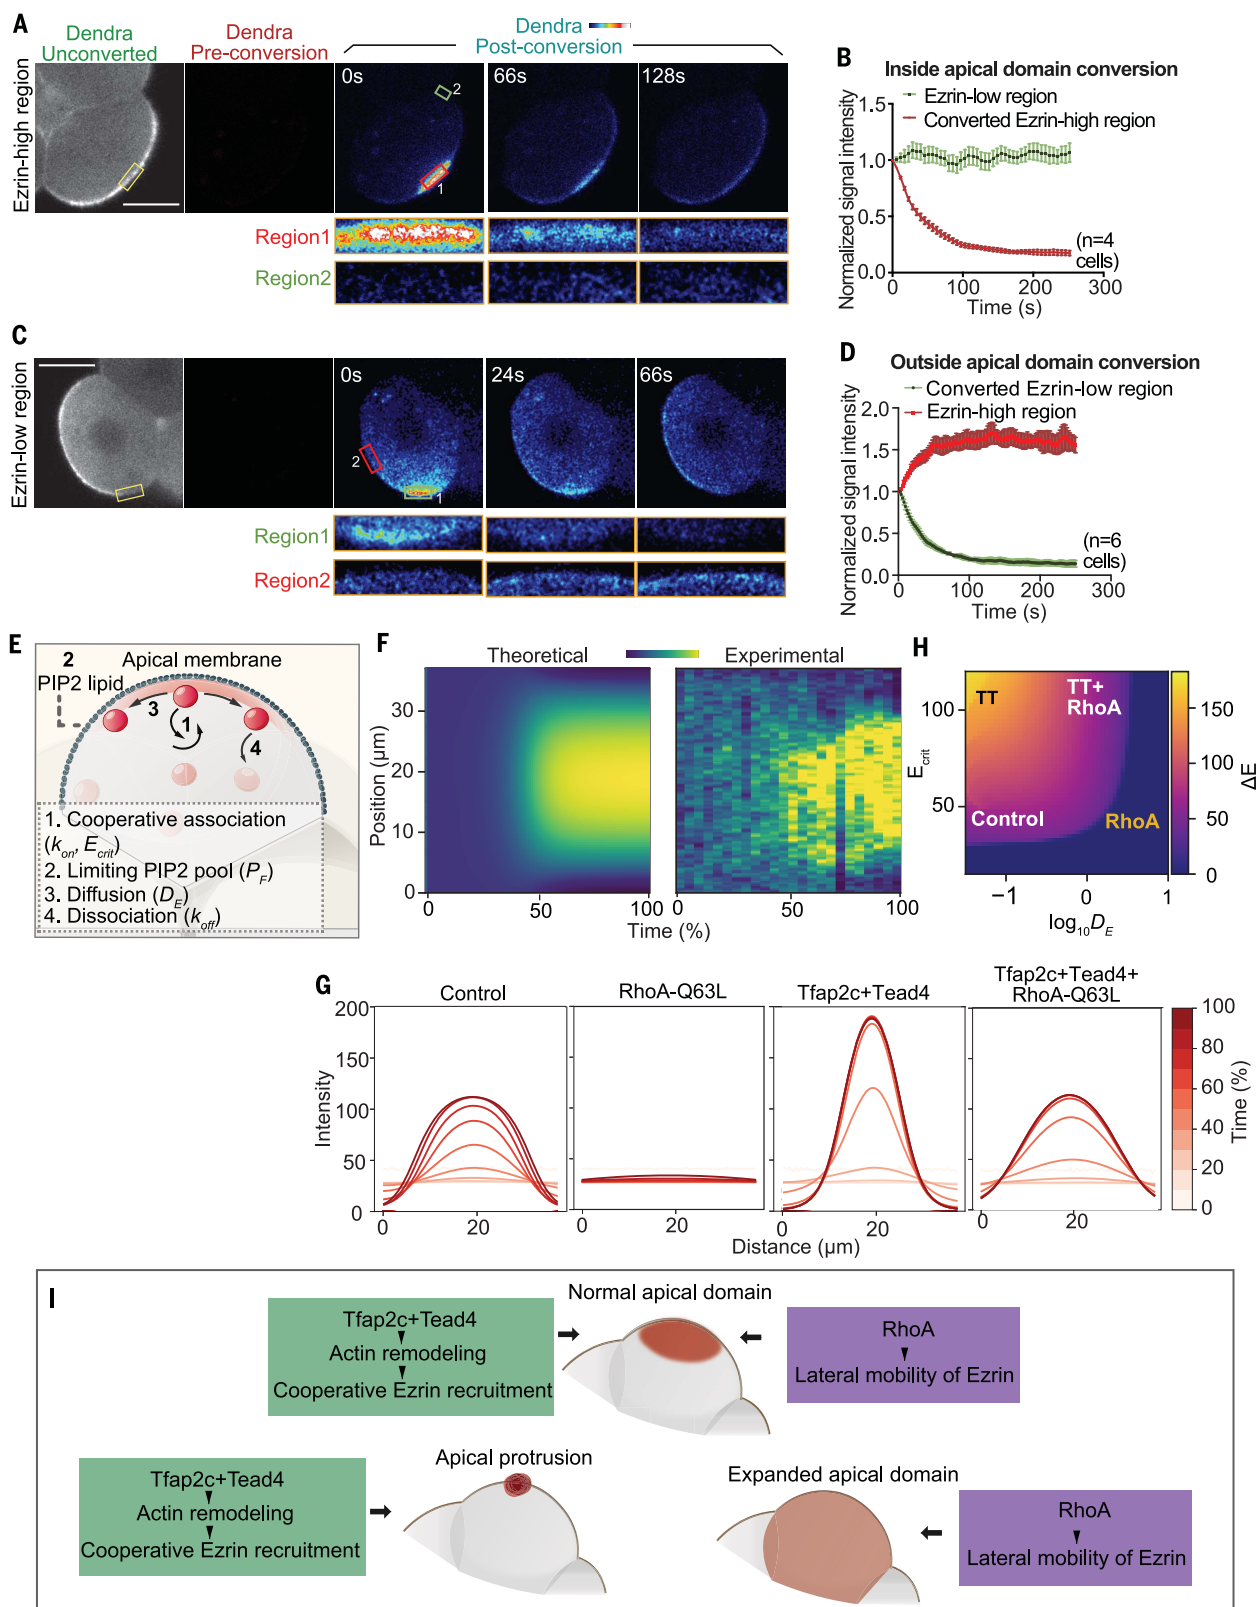 A
Dendra
Unconverted
Dendra
Pre-conversion
Dendra
Post-conversion
Ezrin-high region
0s
66s
128s
2
1
Region1
Region2
B
Inside apical domain conversion
Ezrin-low region
Converted Ezrin-high region
Normalized signal intensity
1.5
1.0
0.5
0.0
(n=4
cells)
0
100
200
300
Time (s)
C
Ezrin-low region
0s
24s
66s
2
1
Region1
Region2
D
Outside apical domain conversion
Converted Ezrin-low region
Ezrin-high region
Normalized signal intensity
2.0
1.5
1.0
0.5
0.0
(n=6
cells)
0
100
200
300
Time (s)
E
2
Apical membrane
PIP2 lipid
3
1
4
1. Cooperative association
(k_on, E_crit)
2. Limiting PIP2 pool (P_F)
3. Diffusion (D_E)
4. Dissociation (k_off)
F
Theoretical
Experimental
Position (µm)
30
20
10
0
0
50
100
0
50
100
Time (%)
H
TT
TT+
RhoA
Control
RhoA
E_crit
100
50
−1
0
1
log₁₀D_E
150
100
50
0
ΔE
G
Control
RhoA-Q63L
Tfap2c+Tead4
Tfap2c+Tead4+
RhoA-Q63L
Intensity
200
150
100
50
0
0
20
0
20
0
20
0
20
Distance (µm)
100
80
60
40
20
0
Time (%)
I
Normal apical domain
Tfap2c+Tead4
Actin remodeling
Cooperative Ezrin recruitment
RhoA
Lateral mobility of Ezrin
Apical protrusion
Tfap2c+Tead4
Actin remodeling
Cooperative Ezrin recruitment
Expanded apical domain
RhoA
Lateral mobility of Ezrin